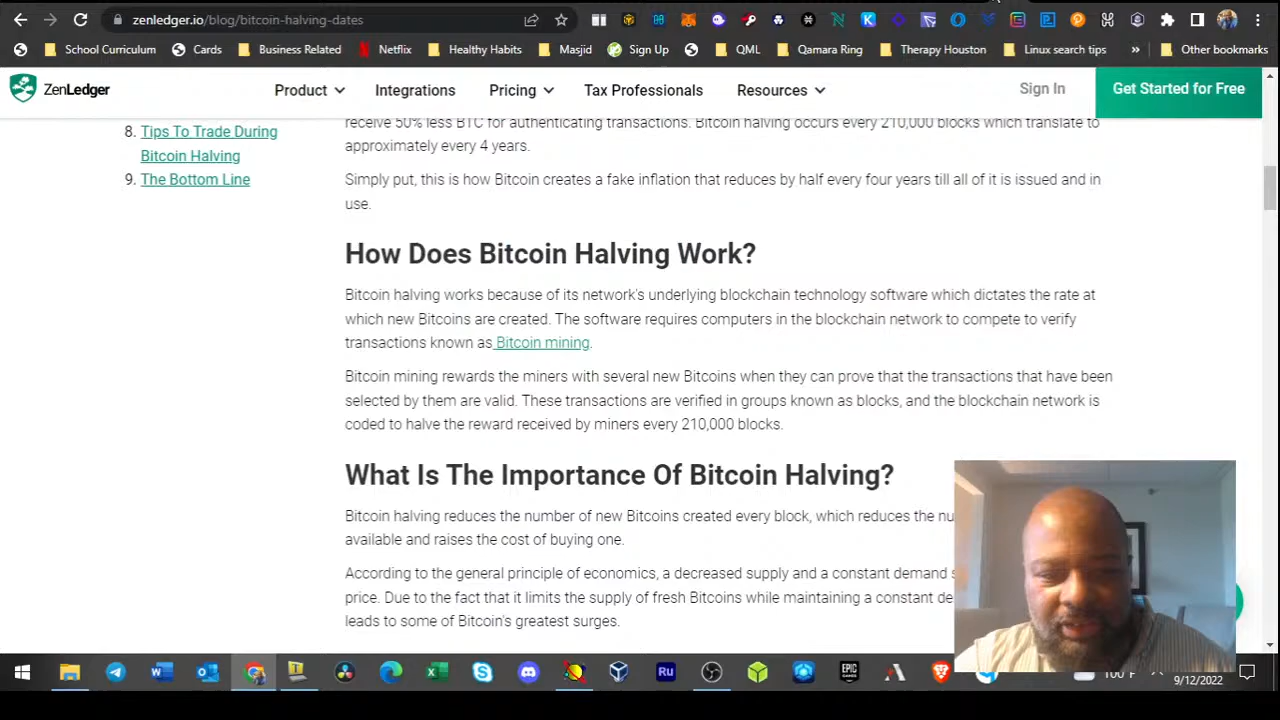 zenledger.io/blog/bitcoin-halving-dates
School Curriculum Cards Business Related Netflix Healthy Habits Masjid Sign Up QML Qamara Ring Therapy Houston Linux search tips » Other bookmarks
ZenLedger Product Integrations Pricing Tax Professionals Resources Sign In Get Started for Free
8. Tips To Trade During
Bitcoin Halving
9. The Bottom Line
receive 50% less BTC for authenticating transactions. Bitcoin halving occurs every 210,000 blocks which translate to
approximately every 4 years.
Simply put, this is how Bitcoin creates a fake inflation that reduces by half every four years till all of it is issued and in
use.
How Does Bitcoin Halving Work?
Bitcoin halving works because of its network's underlying blockchain technology software which dictates the rate at
which new Bitcoins are created. The software requires computers in the blockchain network to compete to verify
transactions known as Bitcoin mining.
Bitcoin mining rewards the miners with several new Bitcoins when they can prove that the transactions that have been
selected by them are valid. These transactions are verified in groups known as blocks, and the blockchain network is
coded to halve the reward received by miners every 210,000 blocks.
What Is The Importance Of Bitcoin Halving?
Bitcoin halving reduces the number of new Bitcoins created every block, which reduces the nu
available and raises the cost of buying one.
According to the general principle of economics, a decreased supply and a constant demand s
price. Due to the fact that it limits the supply of fresh Bitcoins while maintaining a constant de
leads to some of Bitcoin's greatest surges.
Ru
EPIC GAMES
9/12/2022